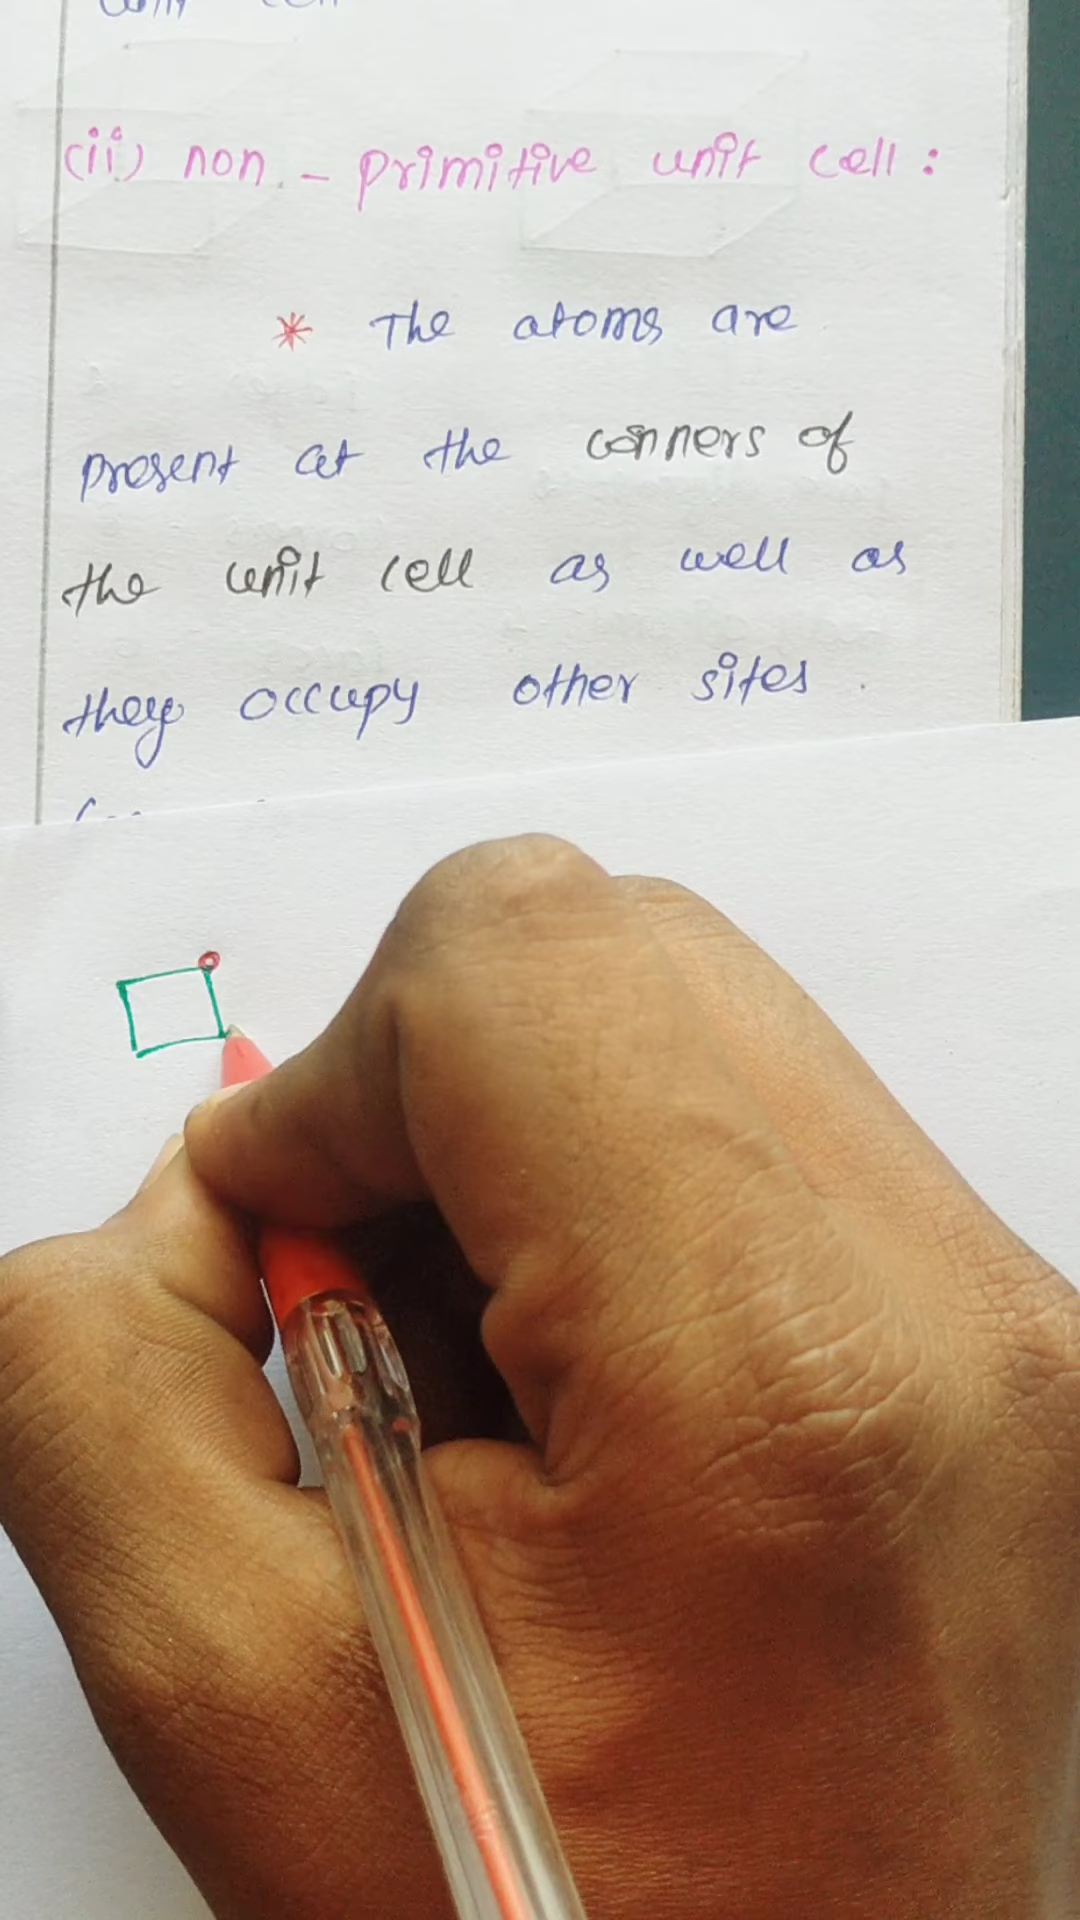 (ii) non - primitive unit cell :
* The atoms are
present at the conners of
the unit cell as well as
they occupy other sites